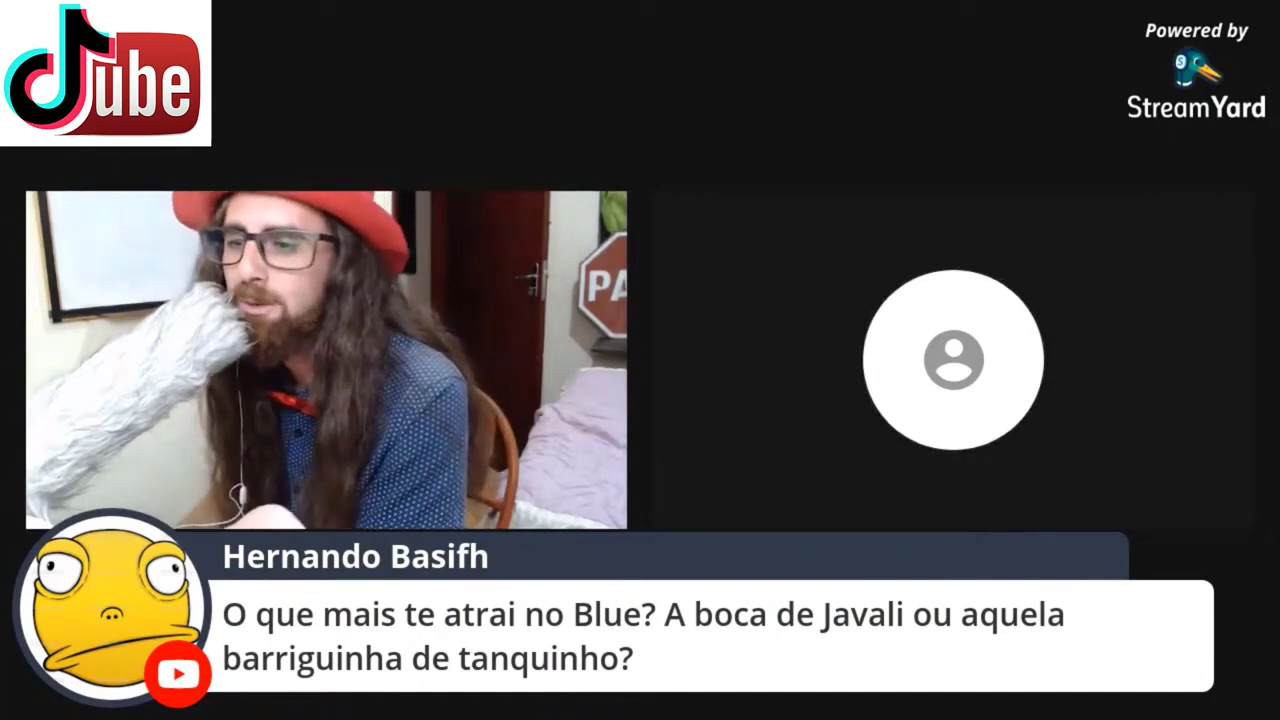 Tube
Powered by
StreamYard
PA
Hernando Basifh
O que mais te atrai no Blue? A boca de Javali ou aquela
barriguinha de tanquinho?